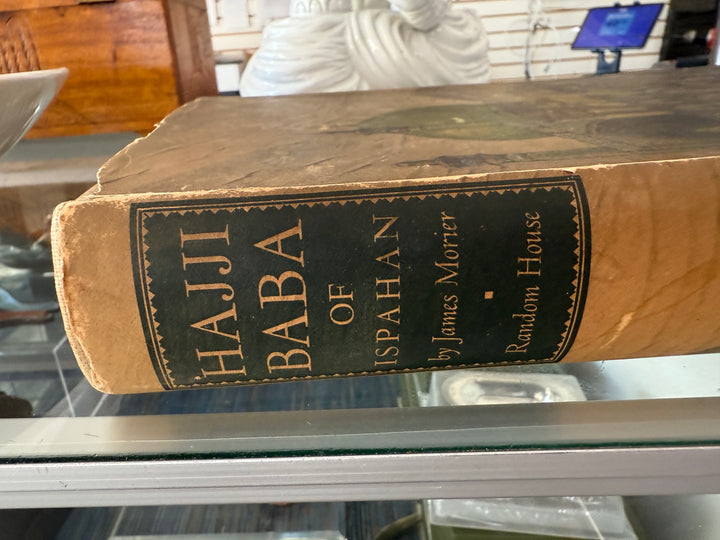 HAJJI
BABA
OF
ISPAHAN
by James Morier
Random House